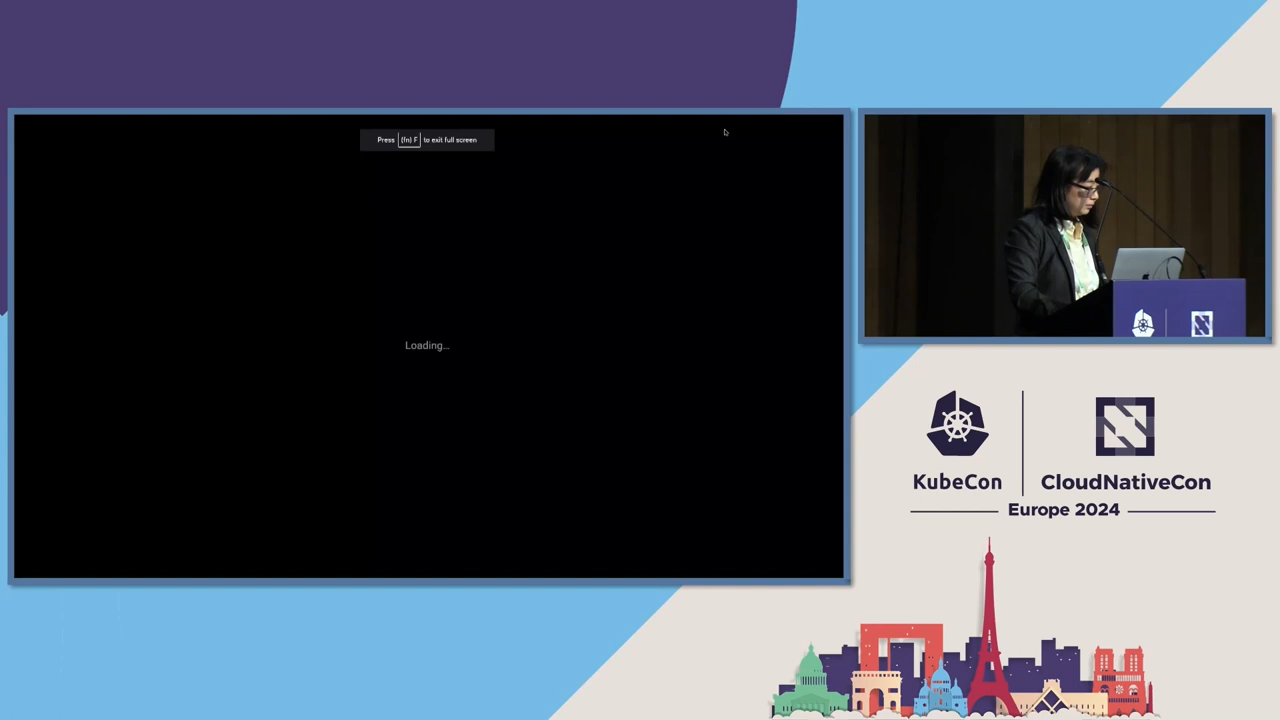 Press (fn) F to exit full screen
Loading...
KubeCon
CloudNativeCon
Europe 2024